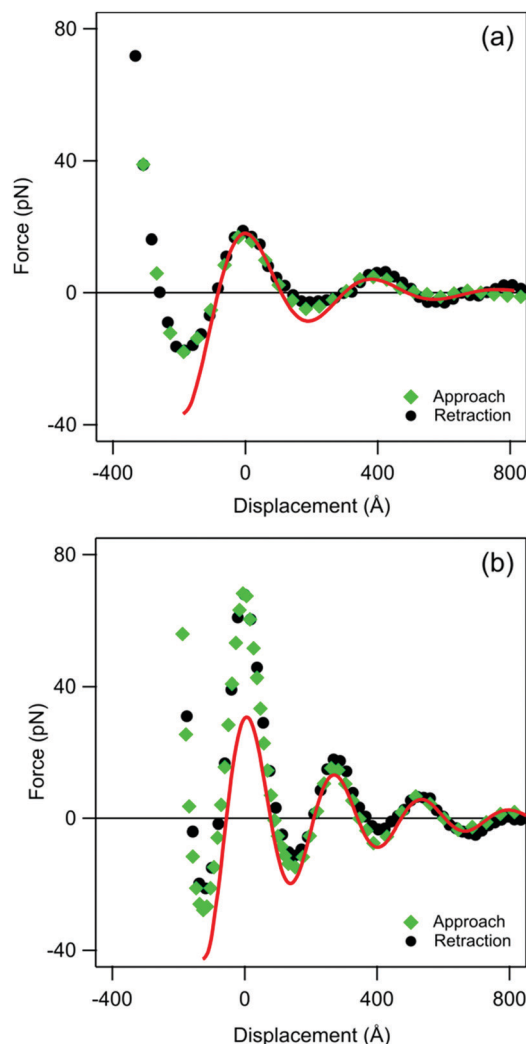 (a)
80
40
0
-40
Force (pN)
Approach
Retraction
-400
0
400
800
Displacement (Å)
(b)
80
40
0
-40
Force (pN)
Approach
Retraction
-400
0
400
800
Displacement (Å)